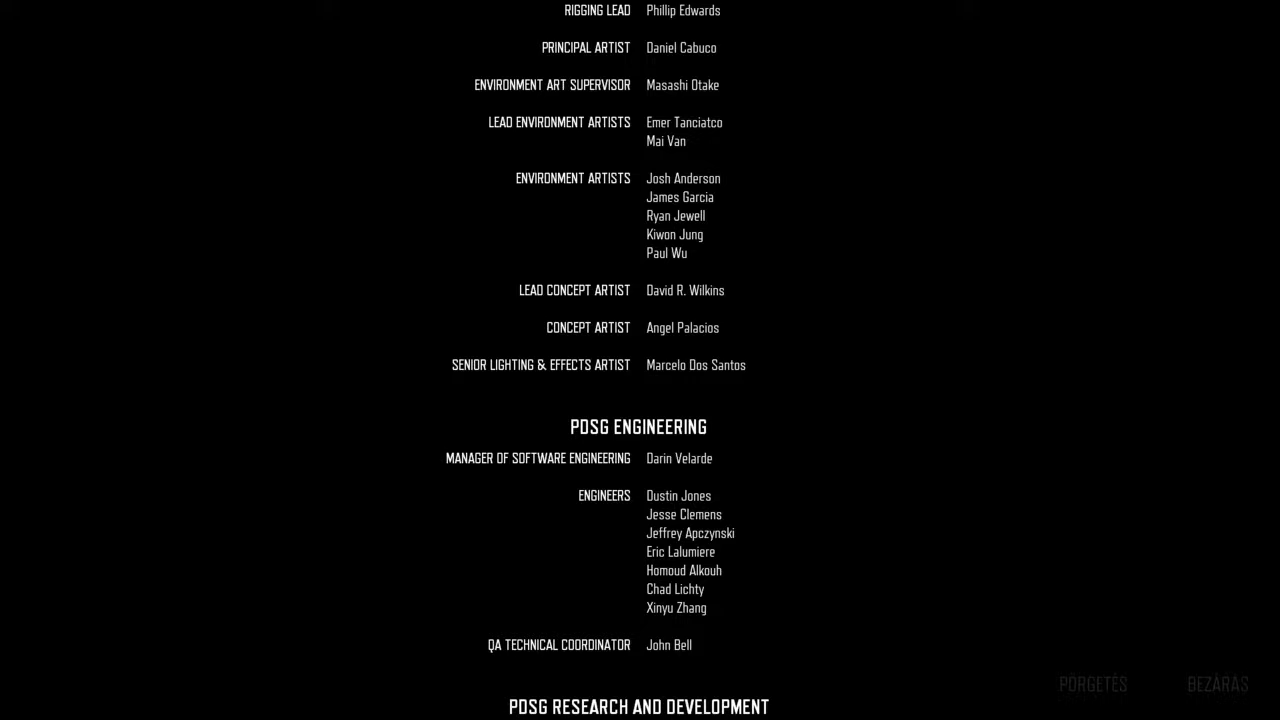 RIGGING LEAD Phillip Edwards
PRINCIPAL ARTIST Daniel Cabuco
ENVIRONMENT ART SUPERVISOR Masashi Otake
LEAD ENVIRONMENT ARTISTS Emer Tanciatco
Mai Van
ENVIRONMENT ARTISTS Josh Anderson
James Garcia
Ryan Jewell
Kiwon Jung
Paul Wu
LEAD CONCEPT ARTIST David R. Wilkins
CONCEPT ARTIST Angel Palacios
SENIOR LIGHTING & EFFECTS ARTIST Marcelo Dos Santos
PDSG ENGINEERING
MANAGER OF SOFTWARE ENGINEERING Darin Velarde
ENGINEERS Dustin Jones
Jesse Clemens
Jeffrey Apczynski
Eric Lalumiere
Homoud Alkouh
Chad Lichty
Xinyu Zhang
QA TECHNICAL COORDINATOR John Bell
PÖRGETÉS BEZÁRÁS
PDSG RESEARCH AND DEVELOPMENT